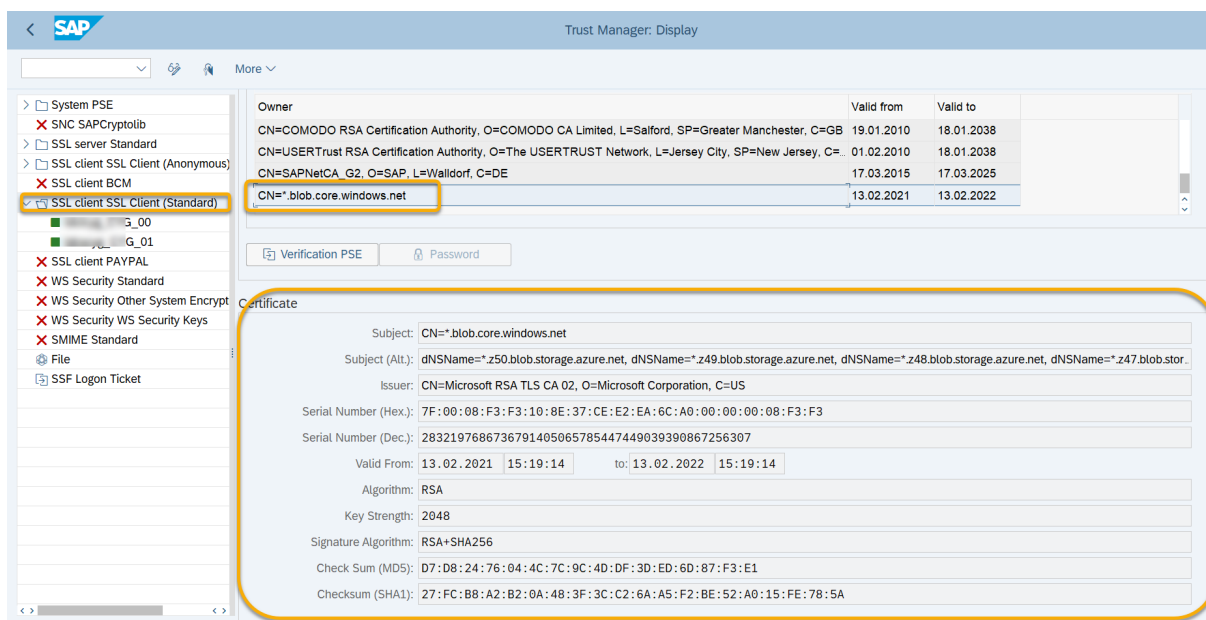 SAP
Trust Manager: Display
More
System PSE
SNC SAPCryptolib
SSL server Standard
SSL client SSL Client (Anonymous)
SSL client BCM
SSL client SSL Client (Standard)
G_00
G_01
SSL client PAYPAL
WS Security Standard
WS Security Other System Encrypt
WS Security WS Security Keys
SMIME Standard
File
SSF Logon Ticket
Owner Valid from Valid to
CN=COMODO RSA Certification Authority, O=COMODO CA Limited, L=Salford, SP=Greater Manchester, C=GB 19.01.2010 18.01.2038
CN=USERTrust RSA Certification Authority, O=The USERTRUST Network, L=Jersey City, SP=New Jersey, C=... 01.02.2010 18.01.2038
CN=SAPNetCA_G2, O=SAP, L=Walldorf, C=DE 17.03.2015 17.03.2025
CN=*.blob.core.windows.net 13.02.2021 13.02.2022
Verification PSE Password
Certificate
Subject: CN=*.blob.core.windows.net
Subject (Alt.): dNSName=*.z50.blob.storage.azure.net, dNSName=*.z49.blob.storage.azure.net, dNSName=*.z48.blob.storage.azure.net, dNSName=*.z47.blob.stor..
Issuer: CN=Microsoft RSA TLS CA 02, O=Microsoft Corporation, C=US
Serial Number (Hex.): 7F:00:08:F3:F3:10:8E:37:CE:E2:EA:6C:A0:00:00:00:08:F3:F3
Serial Number (Dec.): 2832197686736791405065785447449039390867256307
Valid From: 13.02.2021 15:19:14 to: 13.02.2022 15:19:14
Algorithm: RSA
Key Strength: 2048
Signature Algorithm: RSA+SHA256
Check Sum (MD5): D7:D8:24:76:04:4C:7C:9C:4D:DF:3D:ED:6D:87:F3:E1
Checksum (SHA1): 27:FC:B8:A2:B2:0A:48:3F:3C:C2:6A:A5:F2:BE:52:A0:15:FE:78:5A